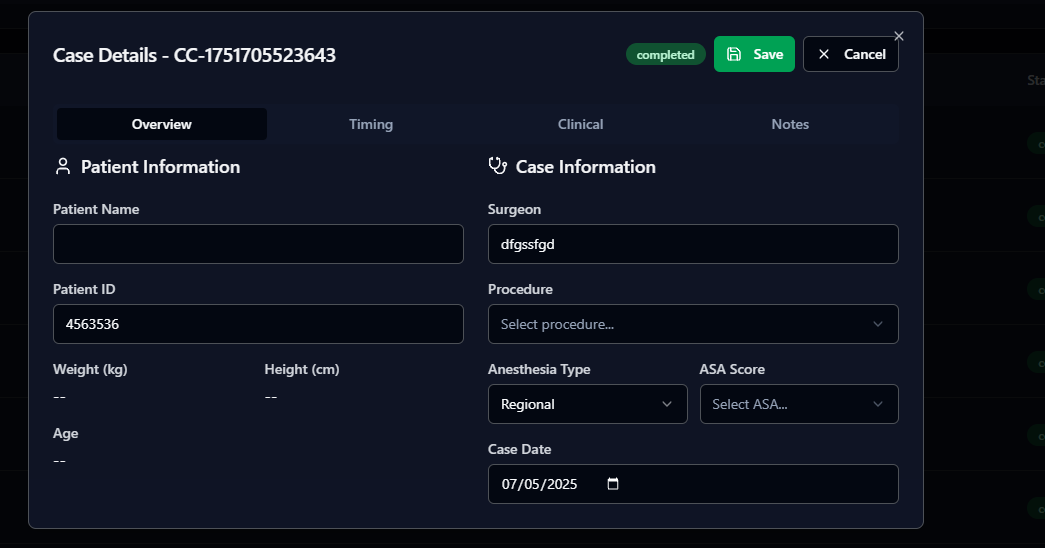 Case Details - CC-1751705523643
completed
Save
Cancel
Overview
Timing
Clinical
Notes
Patient Information
Patient Name
Patient ID
4563536
Weight (kg)
Height (cm)
--
--
Age
--
Case Information
Surgeon
dfgssfgd
Procedure
Select procedure...
Anesthesia Type
ASA Score
Regional
Select ASA...
Case Date
07/05/2025